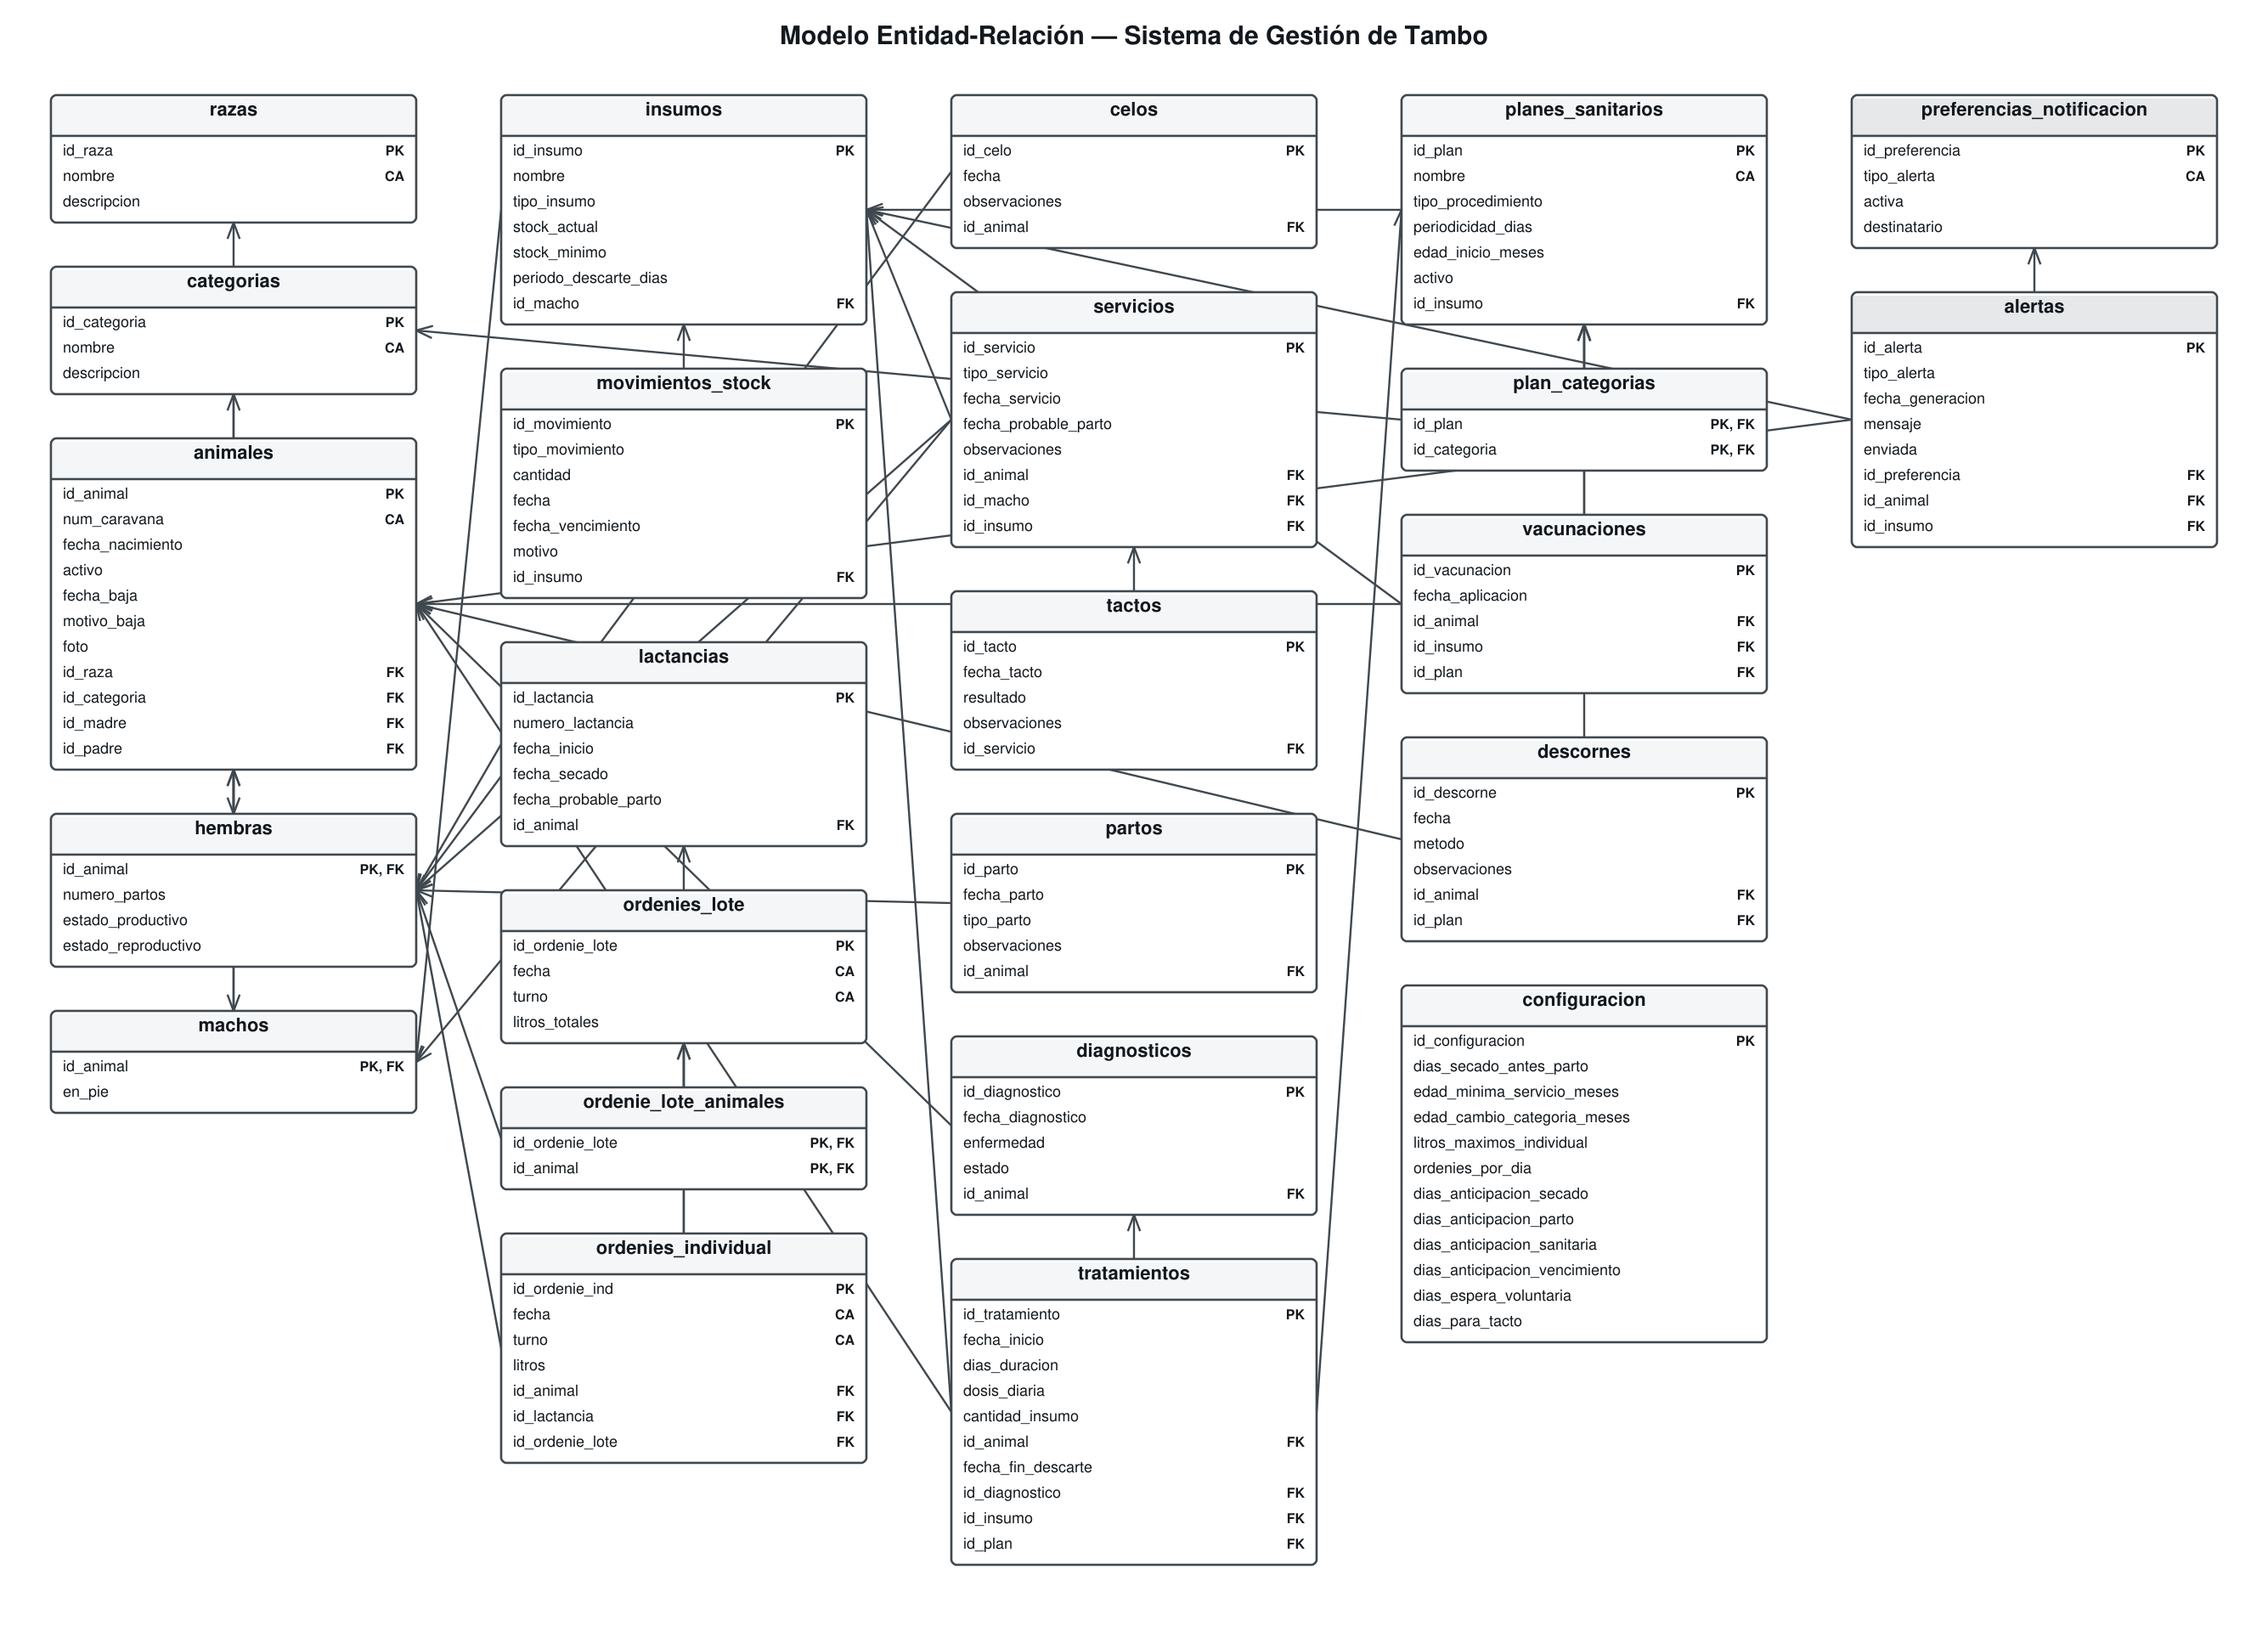 Modelo Entidad-Relación — Sistema de Gestión de Tambo
razas
id_raza PK
nombre CA
descripcion
categorias
id_categoria PK
nombre CA
descripcion
animales
id_animal PK
num_caravana CA
fecha_nacimiento
activo
fecha_baja
motivo_baja
foto
id_raza FK
id_categoria FK
id_madre FK
id_padre FK
hembras
id_animal PK, FK
numero_partos
estado_productivo
estado_reproductivo
machos
id_animal PK, FK
en_pie
insumos
id_insumo PK
nombre
tipo_insumo
stock_actual
stock_minimo
periodo_descarte_dias
id_macho FK
movimientos_stock
id_movimiento PK
tipo_movimiento
cantidad
fecha
fecha_vencimiento
motivo
id_insumo FK
lactancias
id_lactancia PK
numero_lactancia
fecha_inicio
fecha_secado
fecha_probable_parto
id_animal FK
ordenies_lote
id_ordenie_lote PK
fecha CA
turno CA
litros_totales
ordenie_lote_animales
id_ordenie_lote PK, FK
id_animal PK, FK
ordenies_individual
id_ordenie_ind PK
fecha CA
turno CA
litros
id_animal FK
id_lactancia FK
id_ordenie_lote FK
celos
id_celo PK
fecha
observaciones
id_animal FK
servicios
id_servicio PK
tipo_servicio
fecha_servicio
fecha_probable_parto
observaciones
id_animal FK
id_macho FK
id_insumo FK
tactos
id_tacto PK
fecha_tacto
resultado
observaciones
id_servicio FK
partos
id_parto PK
fecha_parto
tipo_parto
observaciones
id_animal FK
diagnosticos
id_diagnostico PK
fecha_diagnostico
enfermedad
estado
id_animal FK
tratamientos
id_tratamiento PK
fecha_inicio
dias_duracion
dosis_diaria
cantidad_insumo
id_animal FK
fecha_fin_descarte
id_diagnostico FK
id_insumo FK
id_plan FK
planes_sanitarios
id_plan PK
nombre CA
tipo_procedimiento
periodicidad_dias
edad_inicio_meses
activo
id_insumo FK
plan_categorias
id_plan PK, FK
id_categoria PK, FK
vacunaciones
id_vacunacion PK
fecha_aplicacion
id_animal FK
id_insumo FK
id_plan FK
descornes
id_descorne PK
fecha
metodo
observaciones
id_animal FK
id_plan FK
configuracion
id_configuracion PK
dias_secado_antes_parto
edad_minima_servicio_meses
edad_cambio_categoria_meses
litros_maximos_individual
ordenies_por_dia
dias_anticipacion_secado
dias_anticipacion_parto
dias_anticipacion_sanitaria
dias_anticipacion_vencimiento
dias_espera_voluntaria
dias_para_tacto
preferencias_notificacion
id_preferencia PK
tipo_alerta CA
activa
destinatario
alertas
id_alerta PK
tipo_alerta
fecha_generacion
mensaje
enviada
id_preferencia FK
id_animal FK
id_insumo FK